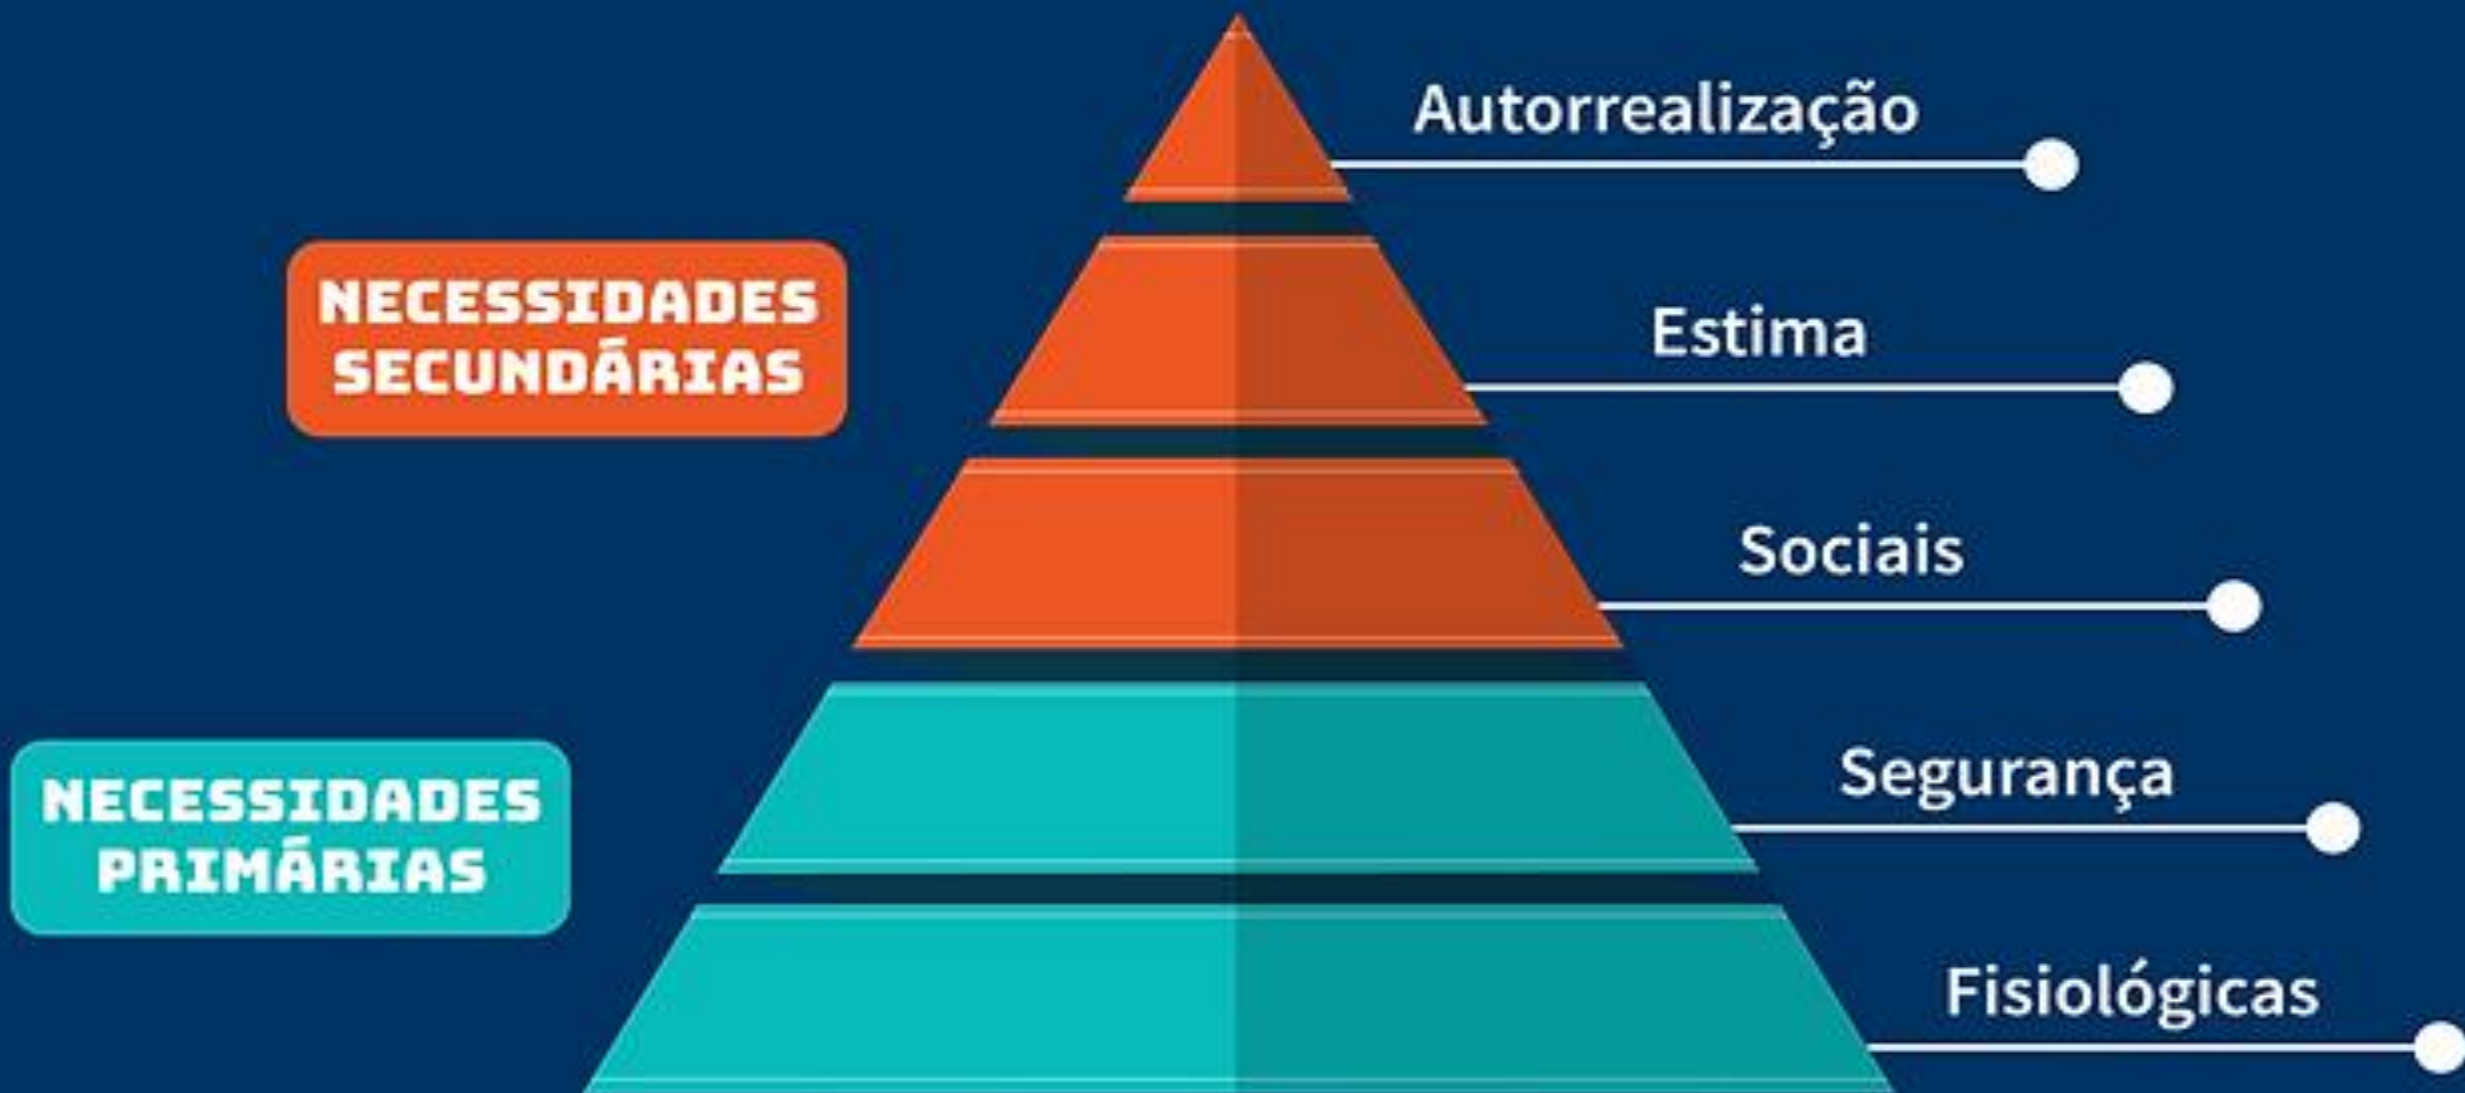 Autorrealização
NECESSIDADES
SECUNDÁRIAS
Estima
Sociais
NECESSIDADES
PRIMÁRIAS
Segurança
Fisiológicas